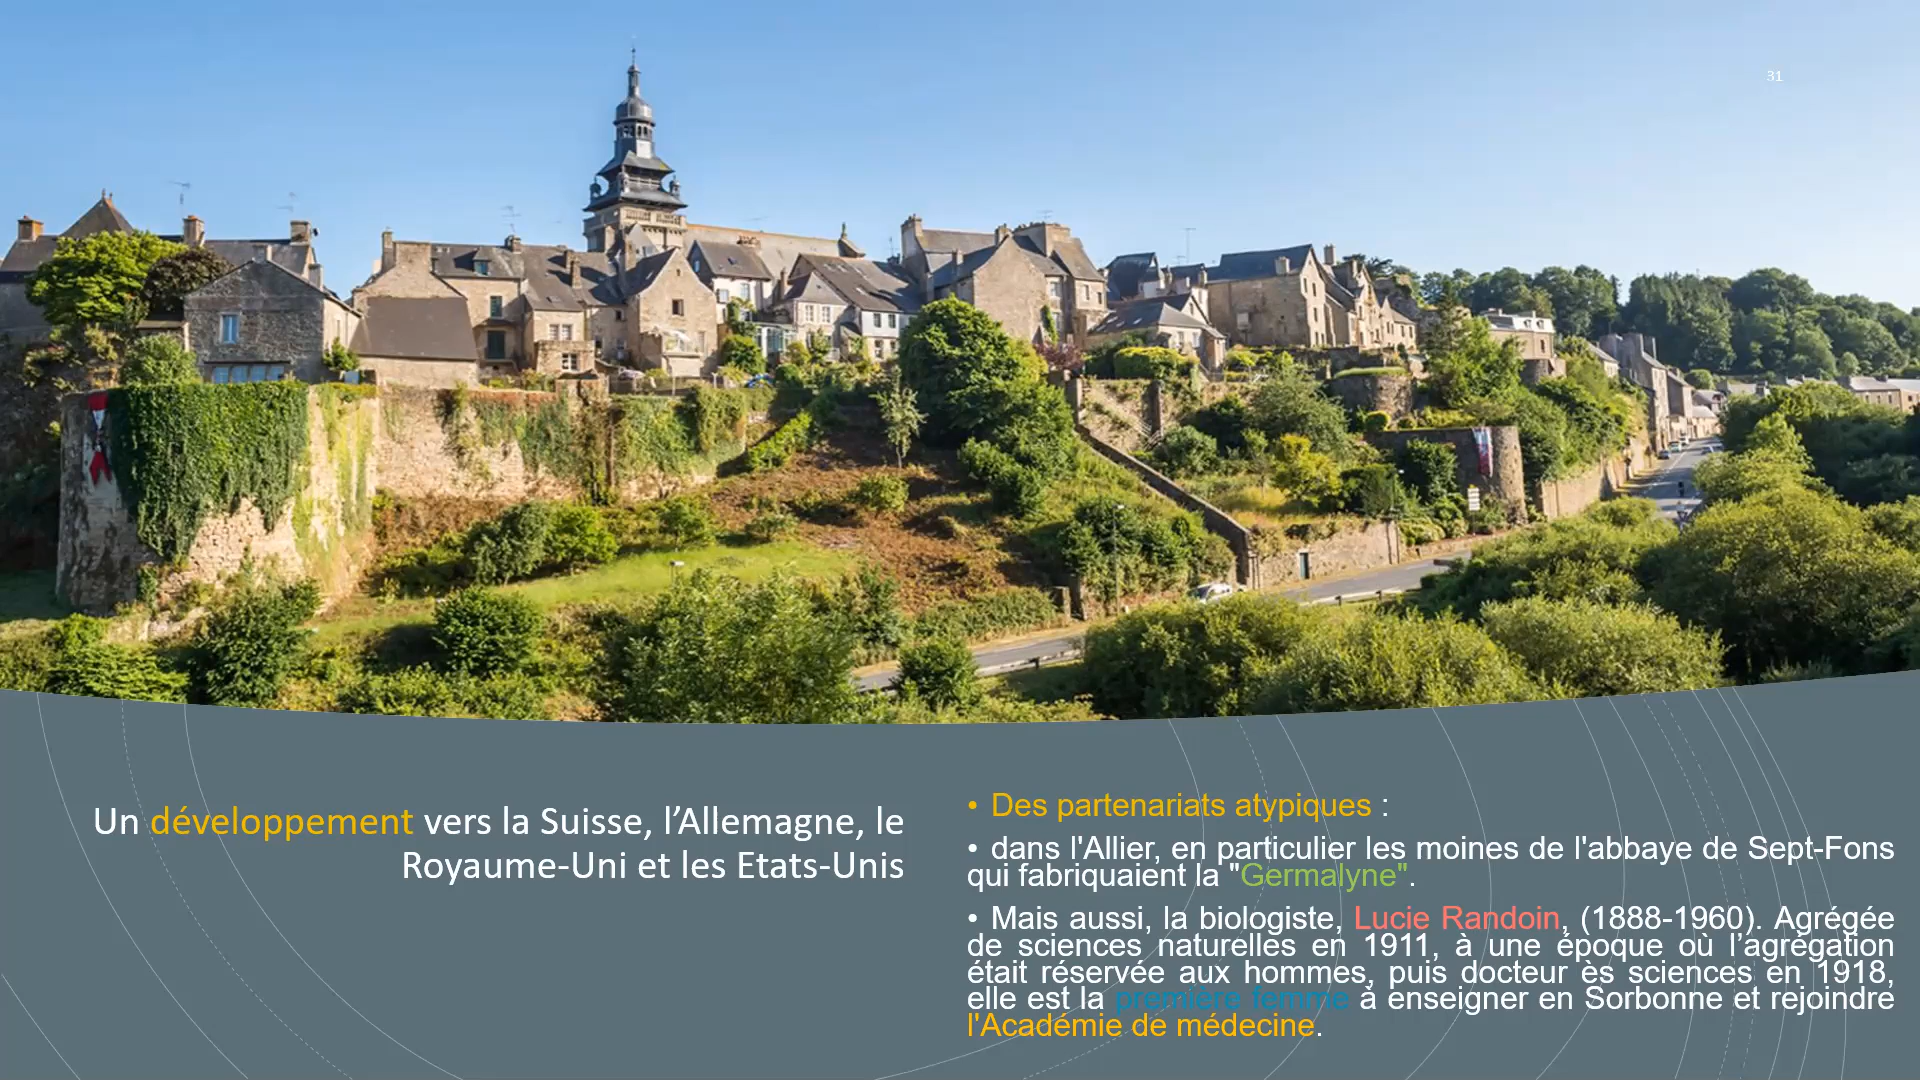 31
Un développement vers la Suisse, l’Allemagne, le
Royaume-Uni et les Etats-Unis
• Des partenariats atypiques :
• dans l'Allier, en particulier les moines de l'abbaye de Sept-Fons
qui fabriquaient la "Germalyne".
• Mais aussi, la biologiste, Lucie Randoin, (1888-1960). Agrégée
de sciences naturelles en 1911, à une époque où l’agrégation
était réservée aux hommes, puis docteur ès sciences en 1918,
elle est la première femme à enseigner en Sorbonne et rejoindre
l'Académie de médecine.